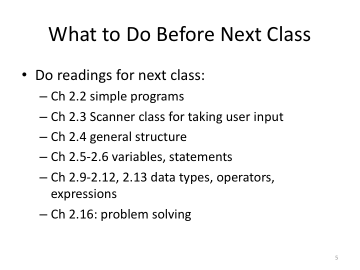 What to Do Before Next Class
• Do readings for next class:
– Ch 2.2 simple programs
– Ch 2.3 Scanner class for taking user input
– Ch 2.4 general structure
– Ch 2.5-2.6 variables, statements
– Ch 2.9-2.12, 2.13 data types, operators,
expressions
– Ch 2.16: problem solving